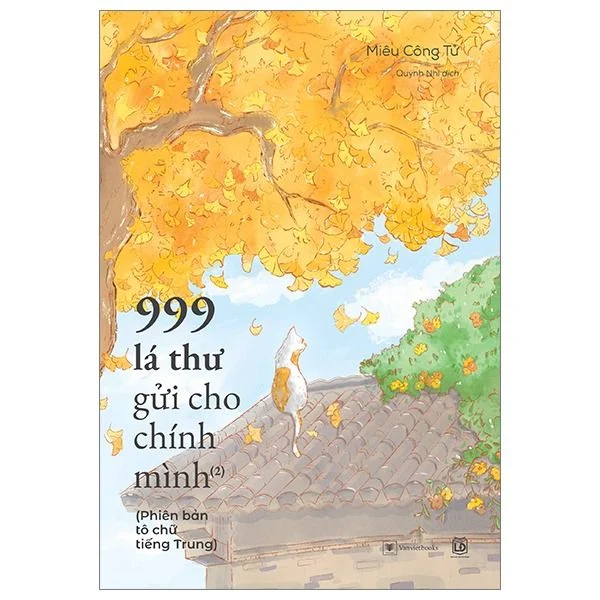 Miêu Công Tử
Quỳnh Nhi dịch
999
lá thư
gửi cho
chính
mình(2)
(Phiên bản
tô chữ
tiếng Trung)
Vanvietbooks
LĐ